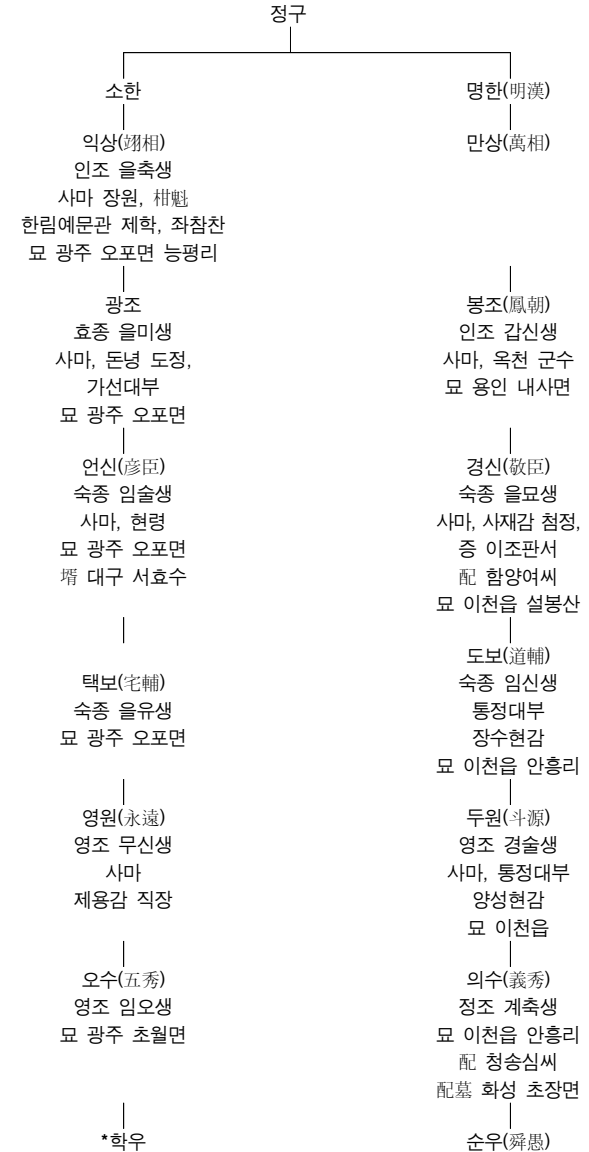 정구
소한
익상(翊相)
인조 을축생
사마 장원, 柑魁
한림예문관 제학, 좌참찬
묘 광주 오포면 능평리
광조
효종 을미생
사마, 돈녕 도정,
가선대부
묘 광주 오포면
언신(彦臣)
숙종 임술생
사마, 현령
묘 광주 오포면
壻 대구 서효수
택보(宅輔)
숙종 을유생
묘 광주 오포면
영원(永遠)
영조 무신생
사마
제용감 직장
오수(五秀)
영조 임오생
묘 광주 초월면
*학우
명한(明漢)
만상(萬相)
봉조(鳳朝)
인조 갑신생
사마, 옥천 군수
묘 용인 내사면
경신(敬臣)
숙종 을묘생
사마, 사재감 첨정,
증 이조판서
配 함양여씨
묘 이천읍 설봉산
도보(道輔)
숙종 임신생
통정대부
장수현감
묘 이천읍 안흥리
두원(斗源)
영조 경술생
사마, 통정대부
양성현감
묘 이천읍
의수(義秀)
정조 계축생
묘 이천읍 안흥리
配 청송심씨
配墓 화성 초장면
순우(舜愚)